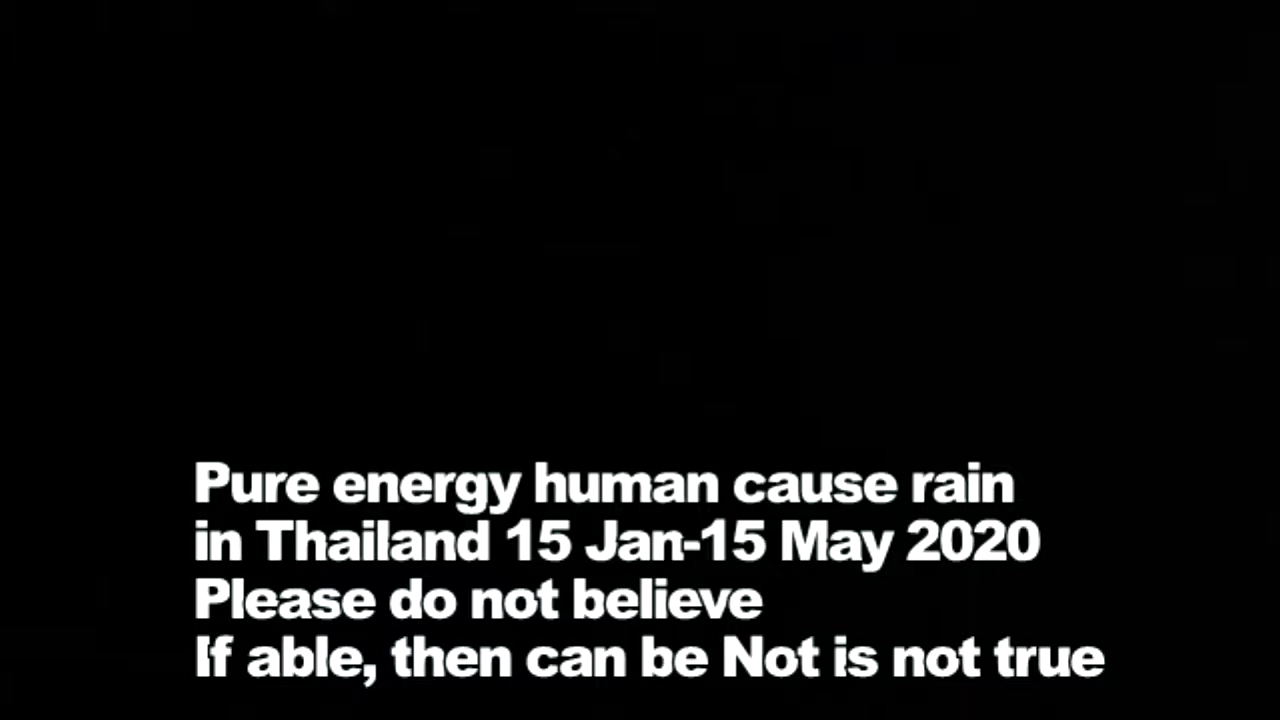 Pure energy human cause rain
in Thailand 15 Jan-15 May 2020
Please do not believe
If able, then can be Not is not true